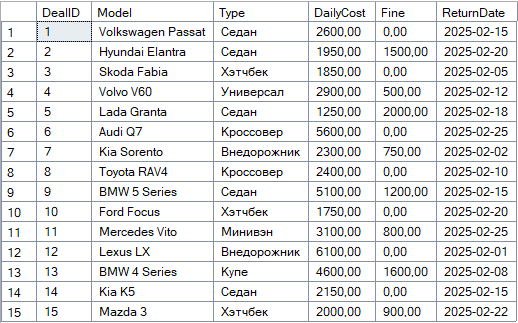 DealID Model Type DailyCost Fine ReturnDate
1 1 Volkswagen Passat Седан 2600,00 0,00 2025-02-15
2 2 Hyundai Elantra Седан 1950,00 1500,00 2025-02-20
3 3 Skoda Fabia Хэтчбек 1850,00 0,00 2025-02-05
4 4 Volvo V60 Универсал 2900,00 500,00 2025-02-12
5 5 Lada Granta Седан 1250,00 2000,00 2025-02-18
6 6 Audi Q7 Кроссовер 5600,00 0,00 2025-02-25
7 7 Kia Sorento Внедорожник 2300,00 750,00 2025-02-02
8 8 Toyota RAV4 Кроссовер 2400,00 0,00 2025-02-10
9 9 BMW 5 Series Седан 5100,00 1200,00 2025-02-15
10 10 Ford Focus Хэтчбек 1750,00 0,00 2025-02-20
11 11 Mercedes Vito Минивэн 3100,00 800,00 2025-02-25
12 12 Lexus LX Внедорожник 6100,00 0,00 2025-02-01
13 13 BMW 4 Series Купе 4600,00 1600,00 2025-02-08
14 14 Kia K5 Седан 2150,00 0,00 2025-02-15
15 15 Mazda 3 Хэтчбек 2000,00 900,00 2025-02-22